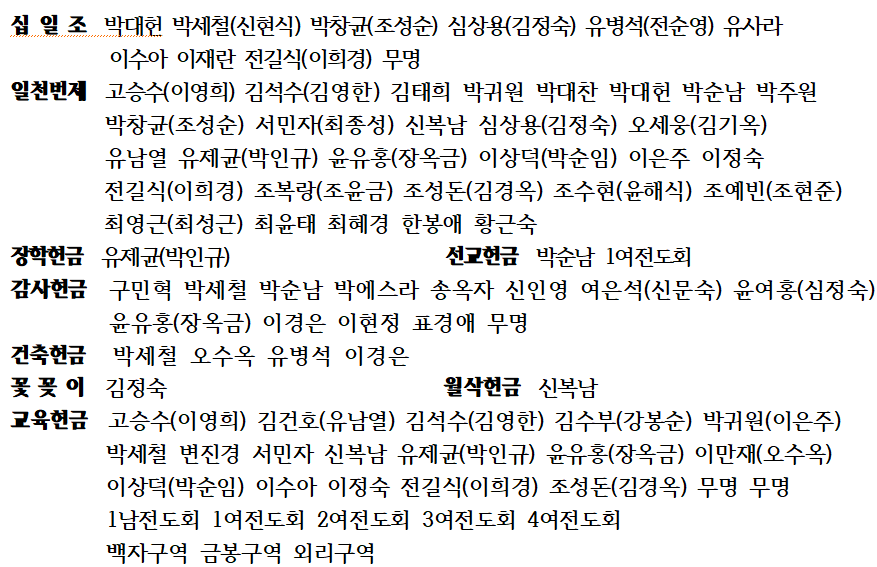 십 일 조 박대헌 박세철(신현식) 박창균(조성순) 심상용(김정숙) 유병석(전순영) 유사라
이수아 이재란 전길식(이희경) 무명
일천번제 고승수(이영희) 김석수(김영한) 김태희 박귀원 박대찬 박대헌 박순남 박주원
박창균(조성순) 서민자(최종성) 신복남 심상용(김정숙) 오세웅(김기옥)
유남열 유제균(박인규) 윤유홍(장옥금) 이상덕(박순임) 이은주 이정숙
전길식(이희경) 조복랑(조윤금) 조성돈(김경옥) 조수현(윤해식) 조예빈(조현준)
최영근(최성근) 최윤태 최혜경 한봉애 황근숙
장학헌금 유제균(박인규) 선교헌금 박순남 1여전도회
감사헌금 구민혁 박세철 박순남 박에스라 송옥자 신인영 여은석(신문숙) 윤여홍(심정숙)
윤유홍(장옥금) 이경은 이현정 표경애 무명
건축헌금 박세철 오수옥 유병석 이경은
꽃 꽂 이 김정숙 월삭헌금 신복남
교육헌금 고승수(이영희) 김건호(유남열) 김석수(김영한) 김수부(강봉순) 박귀원(이은주)
박세철 변진경 서민자 신복남 유제균(박인규) 윤유홍(장옥금) 이만재(오수옥)
이상덕(박순임) 이수아 이정숙 전길식(이희경) 조성돈(김경옥) 무명 무명
1남전도회 1여전도회 2여전도회 3여전도회 4여전도회
백자구역 금봉구역 외리구역